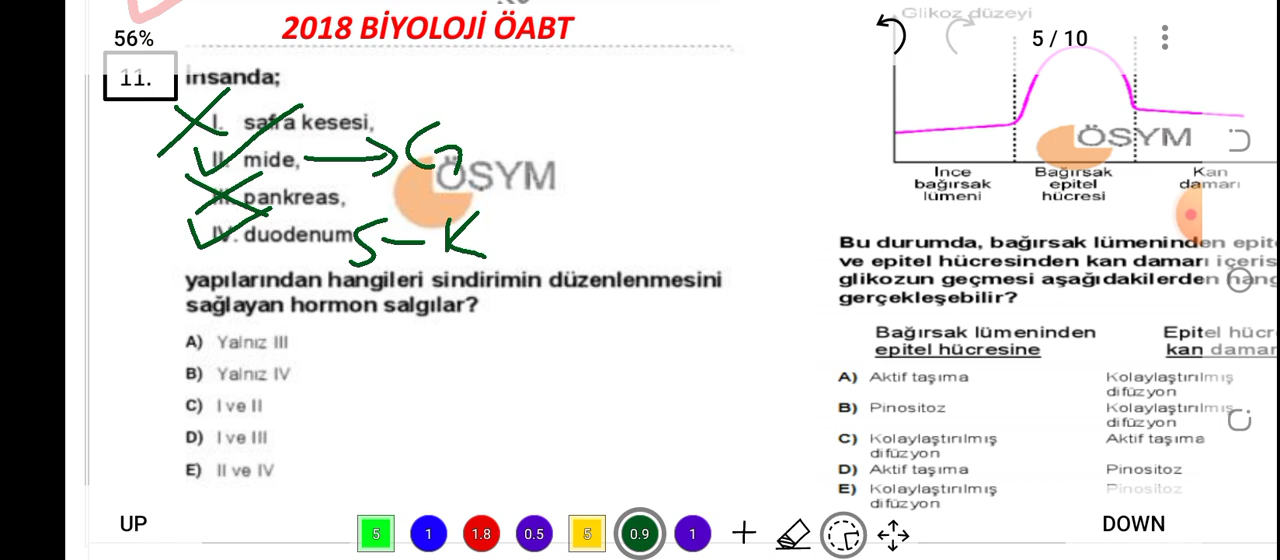 Glikoz düzeyi
2018 BİYOLOJİ ÖABT
56%
5 / 10
11. İnsanda;
I. safra kesesi,
II. mide, G
ÖSYM
III. pankreas,
IV. duodenum S - K
yapılarından hangileri sindirimin düzenlenmesini
sağlayan hormon salgılar?
A) Yalnız III
B) Yalnız IV
C) I ve II
D) I ve III
E) II ve IV
UP
ÖSYM
İnce
bağırsak
lümeni
Bağırsak
epitel
hücresi
Kan
damarı
Bu durumda, bağırsak lümeninden epit
ve epitel hücresinden kan damarı içeris
glikozun geçmesi aşağıdakilerden hang
gerçekleşebilir?
Bağırsak lümeninden Epitel hücr
epitel hücresine kan damar
A) Aktif taşıma Kolaylaştırılmış
difüzyon
B) Pinositoz Kolaylaştırılmış
difüzyon
C) Kolaylaştırılmış Aktif taşıma
difüzyon
D) Aktif taşıma Pinositoz
E) Kolaylaştırılmış Pinositoz
difüzyon
5 1 1.8 0.5 5 0.9 1
DOWN